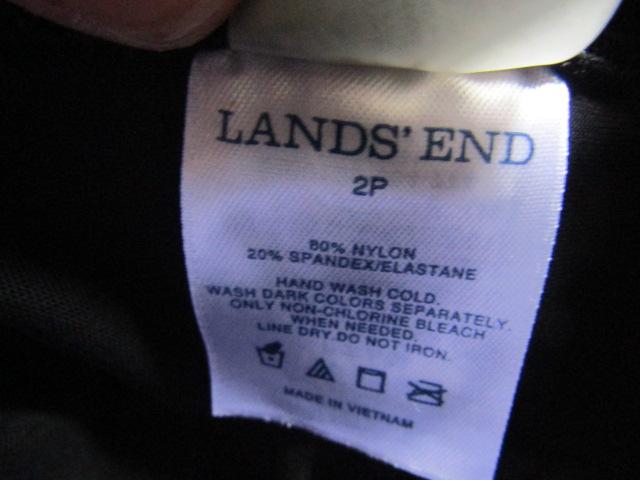 LANDS' END
2P
80% NYLON
20% SPANDEX/ELASTANE
HAND WASH COLD.
WASH DARK COLORS SEPARATELY.
ONLY NON-CHLORINE BLEACH
WHEN NEEDED.
LINE DRY.DO NOT IRON.
MADE IN VIETNAM